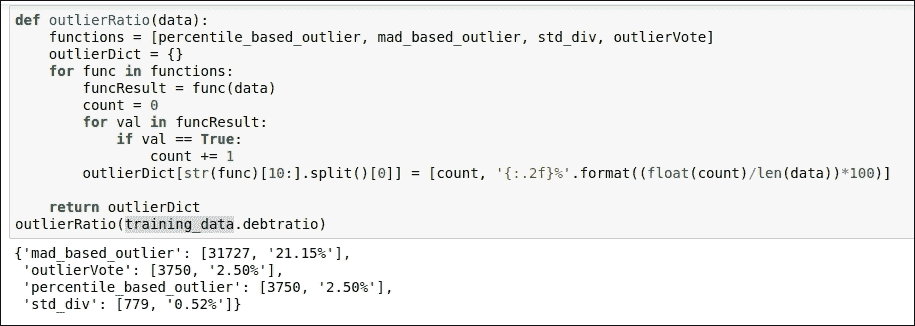 def outlierRatio(data):
    functions = [percentile_based_outlier, mad_based_outlier, std_div, outlierVote]
    outlierDict = {}
    for func in functions:
        funcResult = func(data)
        count = 0
        for val in funcResult:
            if val == True:
                count += 1
        outlierDict[str(func)[10:].split()[0]] = [count, '{:.2f}%'.format((float(count)/len(data))*100)]
    return outlierDict
outlierRatio(training_data.debtratio)
{'mad_based_outlier': [31727, '21.15%'],
 'outlierVote': [3750, '2.50%'],
 'percentile_based_outlier': [3750, '2.50%'],
 'std_div': [779, '0.52%']}